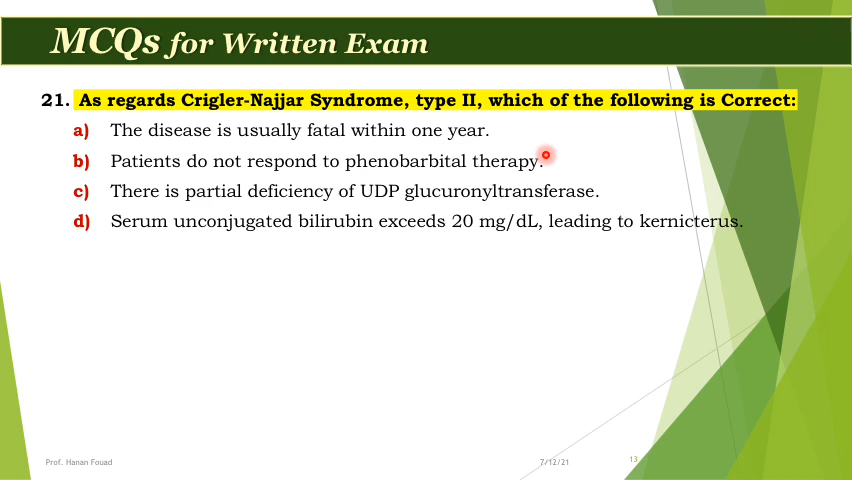 MCQs for Written Exam
21. As regards Crigler-Najjar Syndrome, type II, which of the following is Correct:
a) The disease is usually fatal within one year.
b) Patients do not respond to phenobarbital therapy.
c) There is partial deficiency of UDP glucuronyltransferase.
d) Serum unconjugated bilirubin exceeds 20 mg/dL, leading to kernicterus.
Prof. Hanan Fouad 7/12/21 13